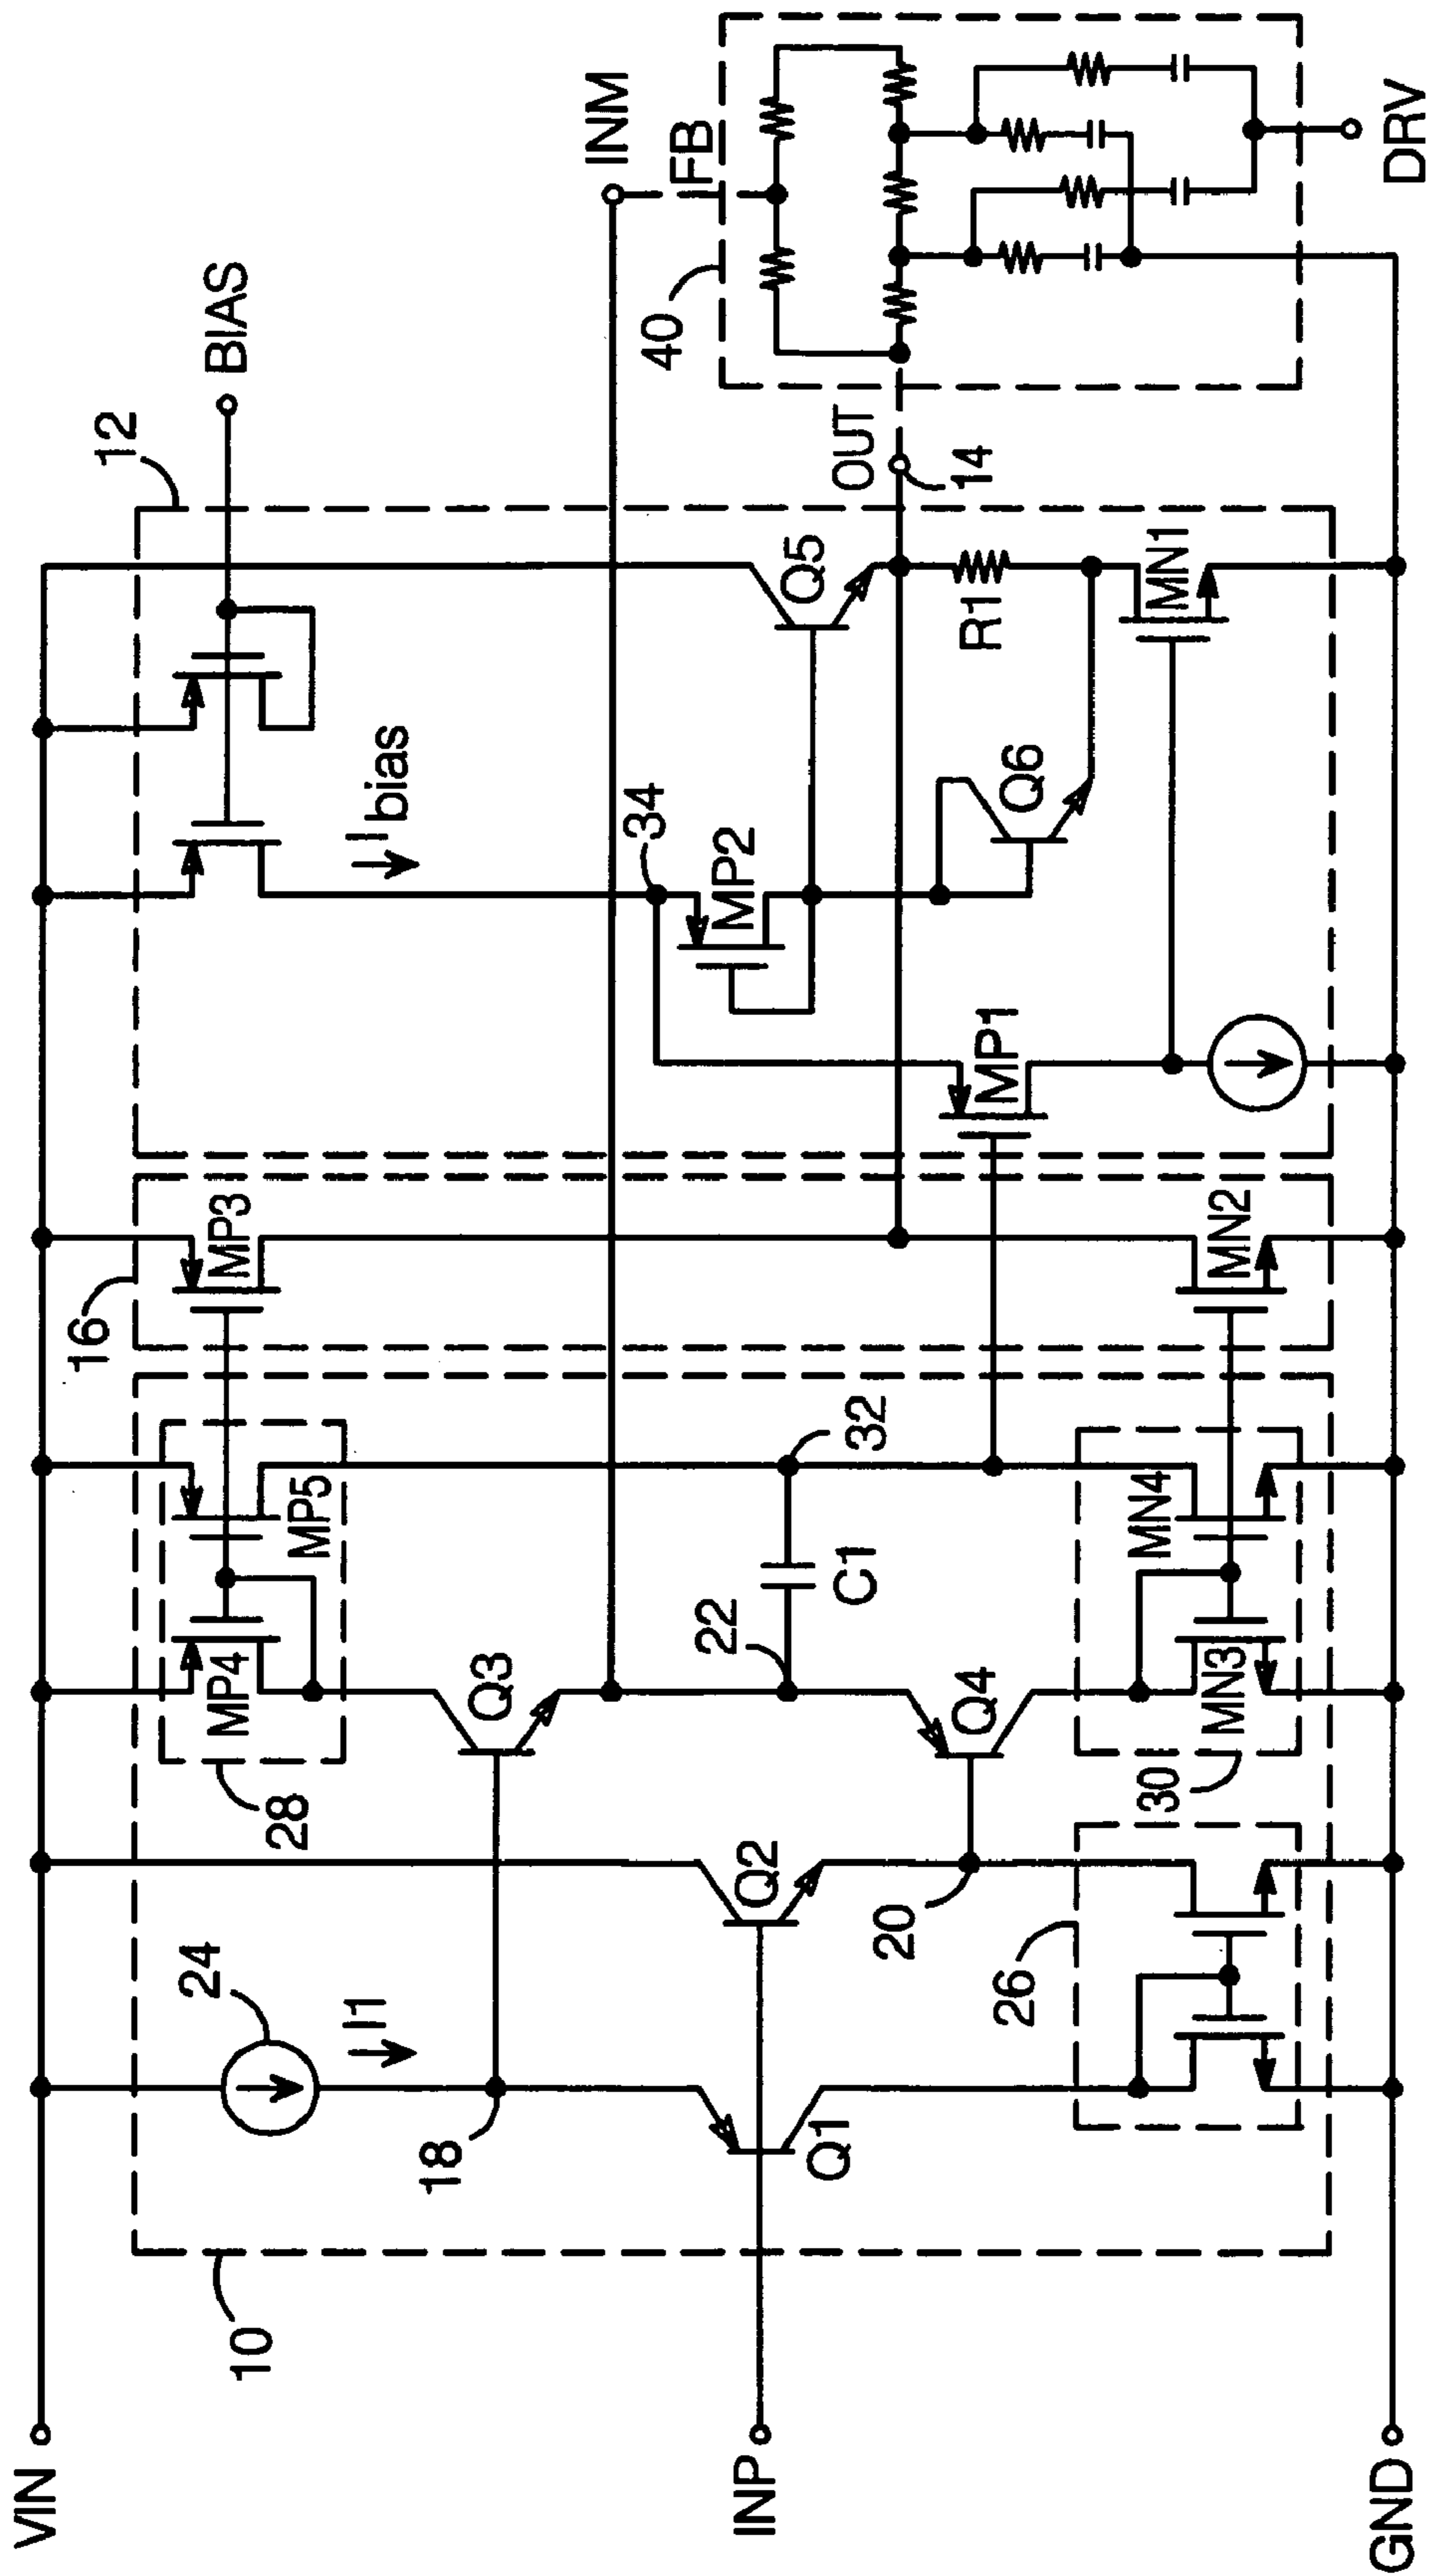 VIN
INP
GND
10
24
I1
18
Q1
Q2
20
26
28
MP4
MP5
Q3
22
C1
32
Q4
MN3
MN4
30
16
MP3
MN2
12
BIAS
Ibias
34
MP2
MP1
Q6
Q5
R1
MN1
OUT
14
INM
FB
40
DRV